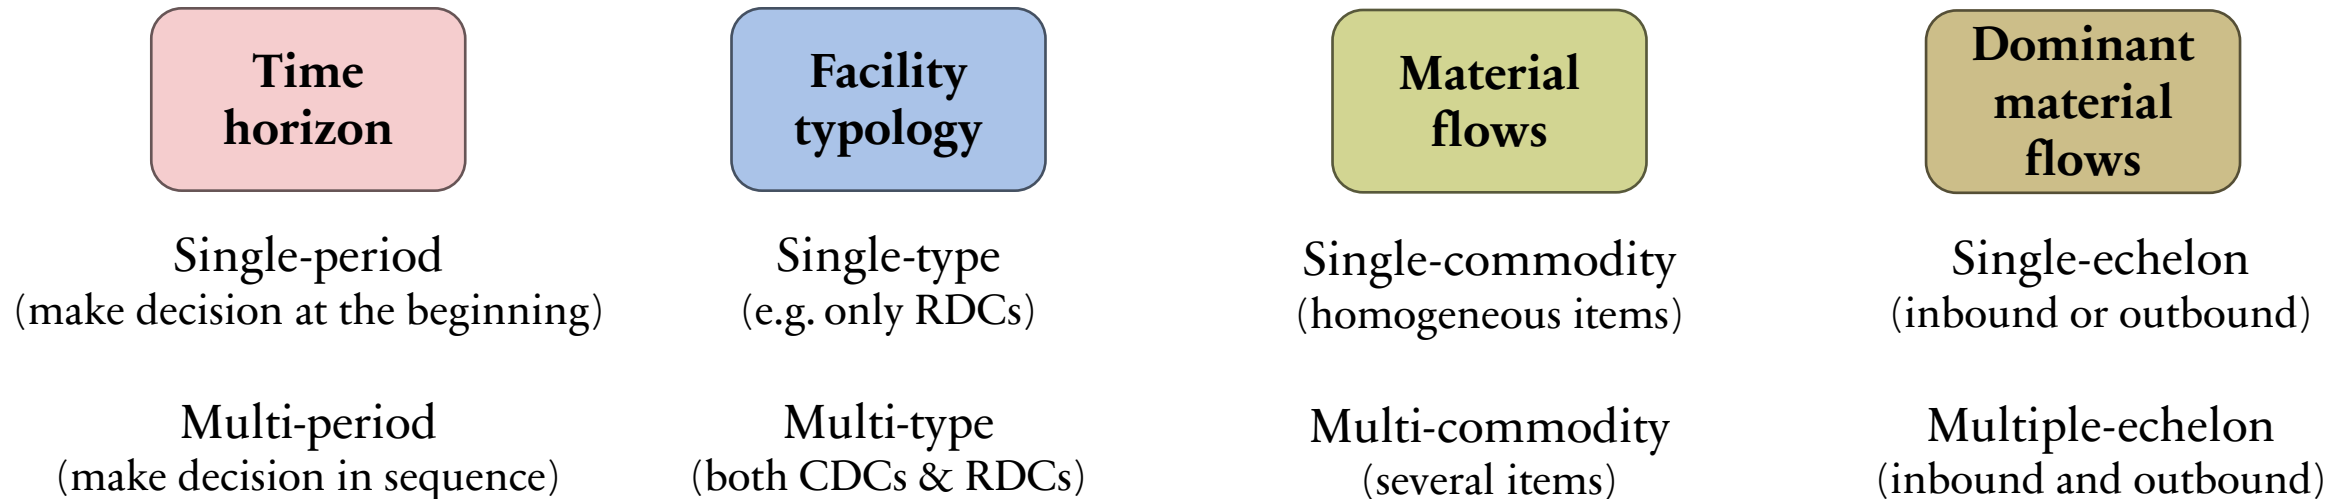 Time
horizon
Single-period
(make decision at the beginning)
Multi-period
(make decision in sequence)
Facility
typology
Single-type
(e.g. only RDCs)
Multi-type
(both CDCs & RDCs)
Material
flows
Single-commodity
(homogeneous items)
Multi-commodity
(several items)
Dominant
material
flows
Single-echelon
(inbound or outbound)
Multiple-echelon
(inbound and outbound)